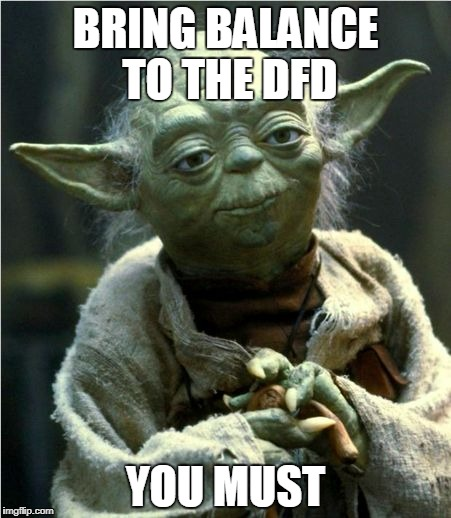 BRING BALANCE
TO THE DFD
YOU MUST
imgflip.com